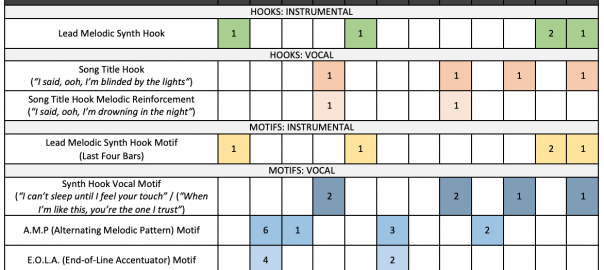 HOOKS: INSTRUMENTAL
Lead Melodic Synth Hook 1 1 2 1
HOOKS: VOCAL
Song Title Hook
("I said, ooh, I'm blinded by the lights") 1 1 1 1
Song Title Hook Melodic Reinforcement
("I said, ooh, I'm drowning in the night") 1 1
MOTIFS: INSTRUMENTAL
Lead Melodic Synth Hook Motif
(Last Four Bars) 1 1 2 1
MOTIFS: VOCAL
Synth Hook Vocal Motif
("I can't sleep until I feel your touch" / ("When
I'm like this, you're the one I trust") 2 2 1 1
A.M.P (Alternating Melodic Pattern) Motif 6 1 3 2
E.O.L.A. (End-of-Line Accentuator) Motif 4 2